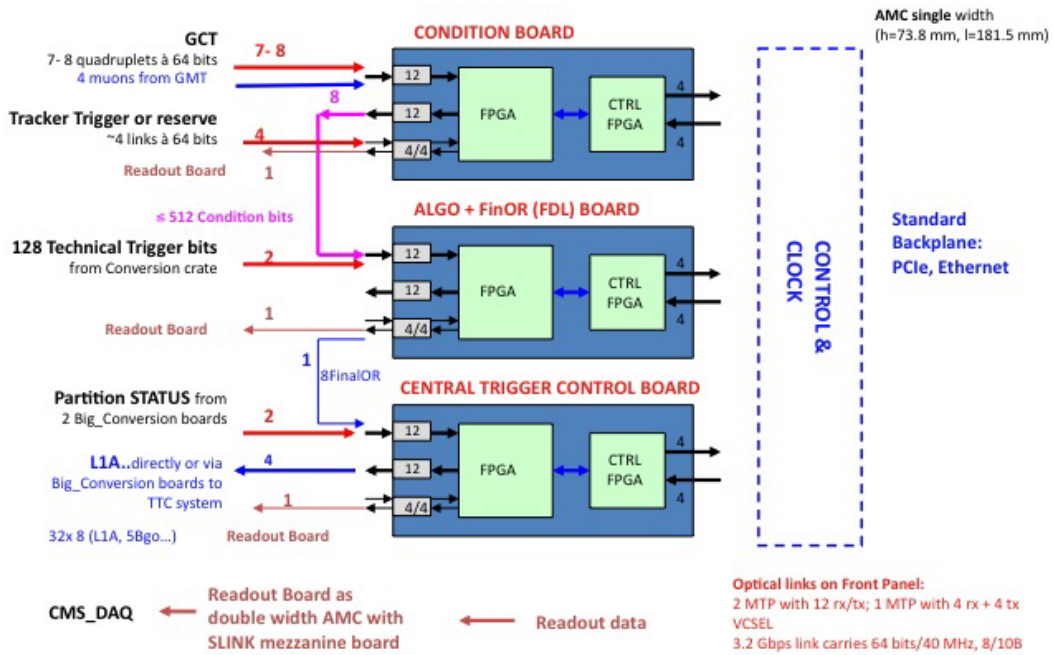 GCT
7- 8 quadruplets à 64 bits
4 muons from GMT
7- 8
CONDITION BOARD
AMC single width
(h=73.8 mm, l=181.5 mm)
12
8
12
FPGA
CTRL
FPGA
4
4
Tracker Trigger or reserve
~4 links à 64 bits
4
4/4
Readout Board
1
≤ 512 Condition bits
ALGO + FinOR (FDL) BOARD
128 Technical Trigger bits
from Conversion crate
2
12
12
FPGA
CTRL
FPGA
4
4
Readout Board
1
4/4
1
8FinalOR
CONTROL &
CLOCK
Standard
Backplane:
PCIe, Ethernet
CENTRAL TRIGGER CONTROL BOARD
Partition STATUS from
2 Big_Conversion boards
2
12
L1A..directly or via
Big_Conversion boards to
TTC system
4
12
FPGA
CTRL
FPGA
4
4
1
4/4
32x 8 (L1A, 5Bgo...)
Readout Board
CMS_DAQ
Readout Board as
double width AMC with
SLINK mezzanine board
Readout data
Optical links on Front Panel:
2 MTP with 12 rx/tx; 1 MTP with 4 rx + 4 tx
VCSEL
3.2 Gbps link carries 64 bits/40 MHz, 8/10B